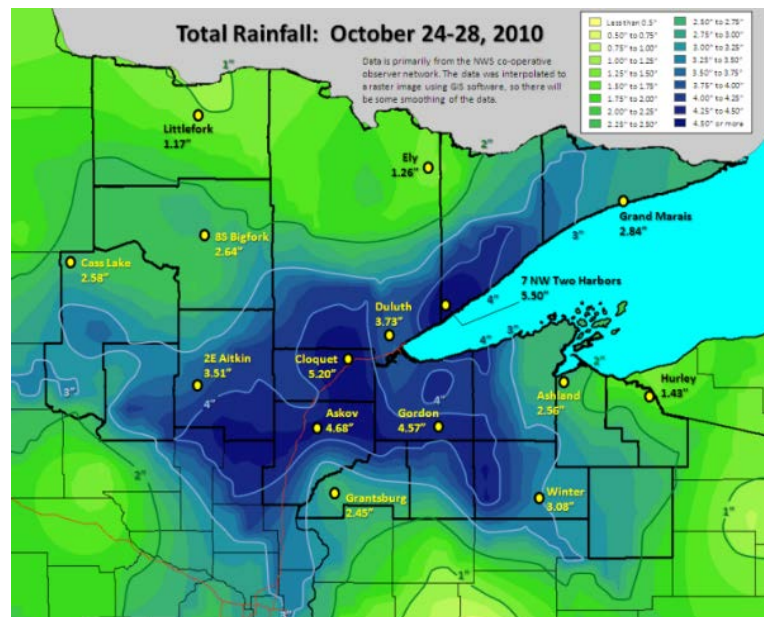 Total Rainfall: October 24-28, 2010
Data is primarily from the NWS co-operative
observer network. The data was interpolated to
a raster image using GIS software, so there will
be some smoothing of the data.
Less than 0.5"
0.50" to 0.75"
0.75" to 1.00"
1.00" to 1.25"
1.25" to 1.50"
1.50" to 1.75"
1.75" to 2.00"
2.00" to 2.25"
2.25" to 2.50"
2.50" to 2.75"
2.75" to 3.00"
3.00" to 3.25"
3.25" to 3.50"
3.50" to 3.75"
3.75" to 4.00"
4.00" to 4.25"
4.25" to 4.50"
4.50" or more
1"
Littlefork
1.17"
2"
Ely
1.26"
Grand Marais
2.84"
3"
8S Bigfork
2.64"
Cass Lake
2.58"
7 NW Two Harbors
5.50"
4"
Duluth
3.73"
4"
3"
2E Aitkin
3.51"
Cloquet
5.20"
2"
Hurley
1.43"
3"
4"
4"
Ashland
2.56"
Askov
4.68"
Gordon
4.57"
2"
Grantsburg
2.45"
Winter
3.08"
1"
1"
3"